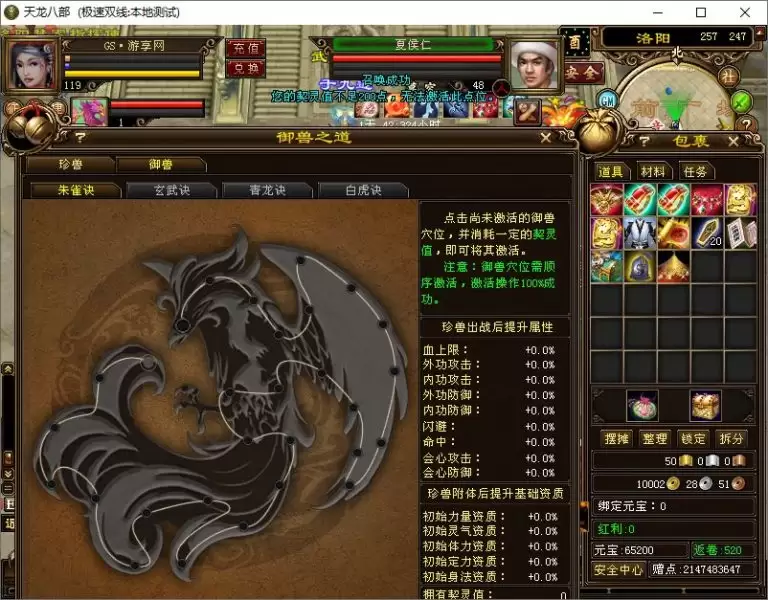 天龙八部 (极速双线:本地测试)
GS·游享网
充值
兑换
119
1
武
夏侯仁
召唤成功
48
您的契灵值不足200点,无法激活此点位。
安全
洛阳
257 247
北
GM
御兽之道
珍兽
御兽
朱雀诀
玄武诀
青龙诀
白虎诀
点击尚未激活的御兽
穴位,并消耗一定的契灵
值,即可将其激活。
注意:御兽穴位需顺
序激活,激活操作100%成
功。
珍兽出战后提升属性
血上限: +0.0%
外功攻击: +0.0%
内功攻击: +0.0%
外功防御: +0.0%
内功防御: +0.0%
闪避: +0.0%
命中: +0.0%
会心攻击: +0.0%
会心防御: +0.0%
珍兽附体后提升基础资质
初始力量资质: +0.0%
初始灵气资质: +0.0%
初始体力资质: +0.0%
初始定力资质: +0.0%
初始身法资质: +0.0%
拥有契灵值: 0
包裹
道具
材料
任务
20
摆摊
整理
锁定
拆分
50 0 0
10002 28 51
绑定元宝:0
红利:0
元宝:65200
返卷:520
安全中心
赠点:2147483647